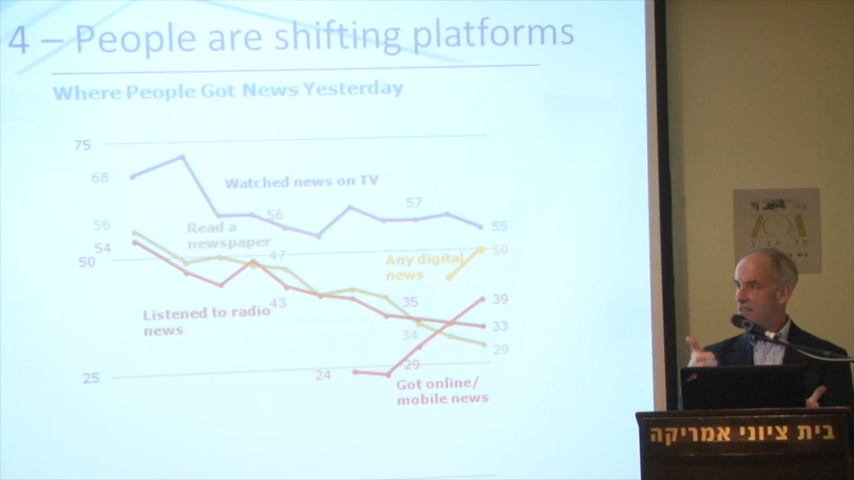 4 – People are shifting platforms
Where People Got News Yesterday
75
68
Watched news on TV
57
56
56
55
Read a
newspaper
54
50
47
Any digital
news
50
43
Listened to radio
news
35
39
34
33
29
29
25
24
Got online/
mobile news
בית ציוני אמריקה